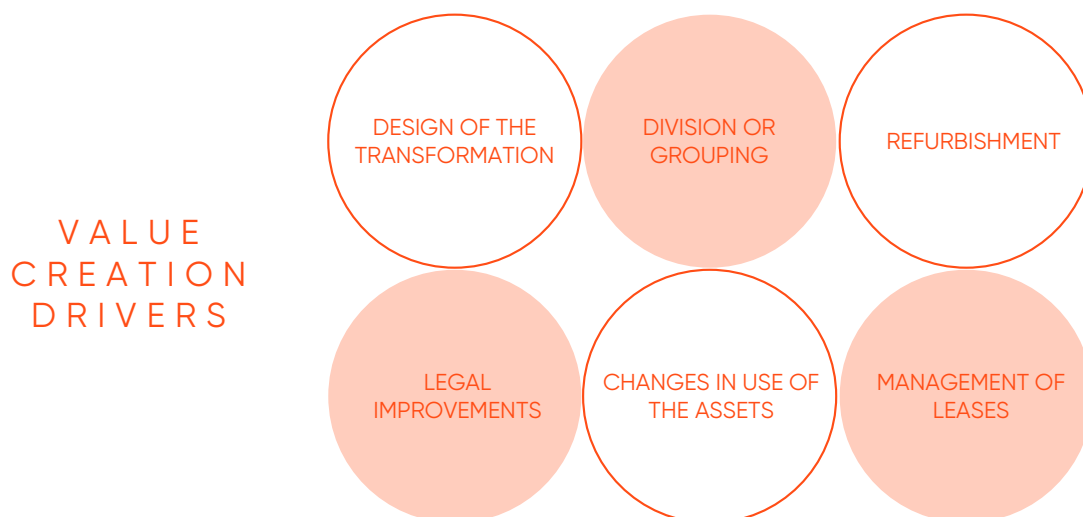 VALUE
CREATION
DRIVERS
DESIGN OF THE
TRANSFORMATION
DIVISION OR
GROUPING
REFURBISHMENT
LEGAL
IMPROVEMENTS
CHANGES IN USE OF
THE ASSETS
MANAGEMENT OF
LEASES